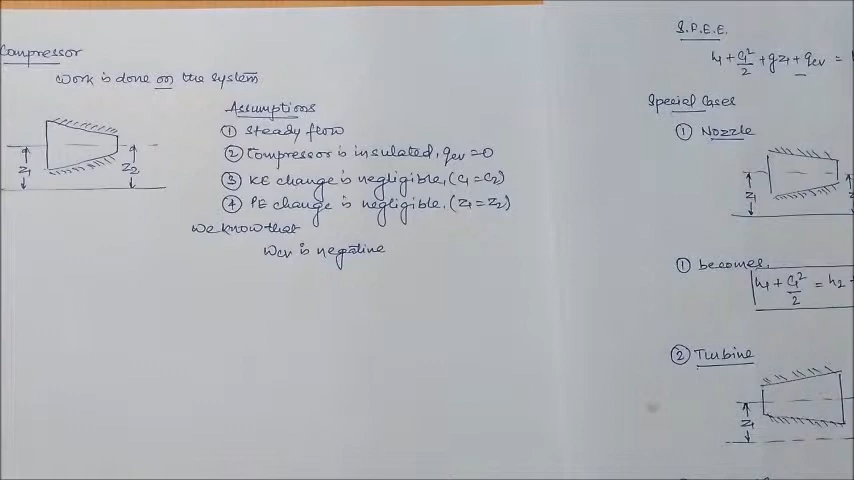 Compressor
Work is done on the system
Assumptions
① Steady flow
② Compressor is insulated, qcv = 0
③ KE change is negligible, (C₁ = C₂)
④ PE change is negligible, (Z₁ = Z₂)
Z₁
Z₂
We know that
Wcv is negative
S.F.E.E.
h₁ + C₁²/2 + gZ₁ + qcv =
Special Cases
① Nozzle
Z₁
Z
① becomes,
h₁ + C₁²/2 = h₂ +
② Turbine
Z₁